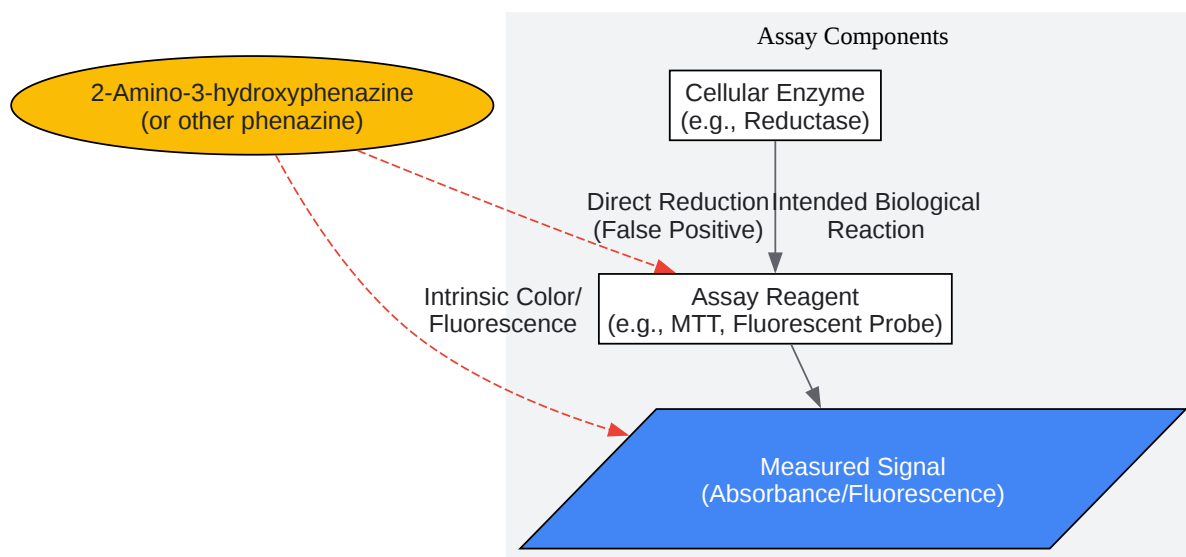 Assay Components
2-Amino-3-hydroxyphenazine
(or other phenazine)
Cellular Enzyme
(e.g., Reductase)
Direct Reduction
(False Positive)
Intended Biological
Reaction
Intrinsic Color/
Fluorescence
Assay Reagent
(e.g., MTT, Fluorescent Probe)
Measured Signal
(Absorbance/Fluorescence)